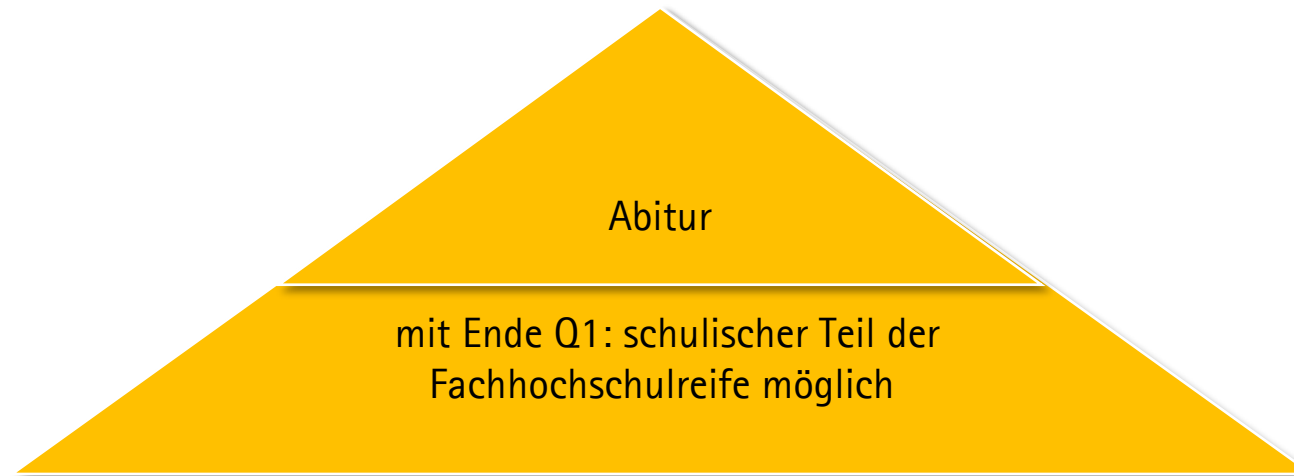 Abitur
mit Ende Q1: schulischer Teil der
Fachhochschulreife möglich